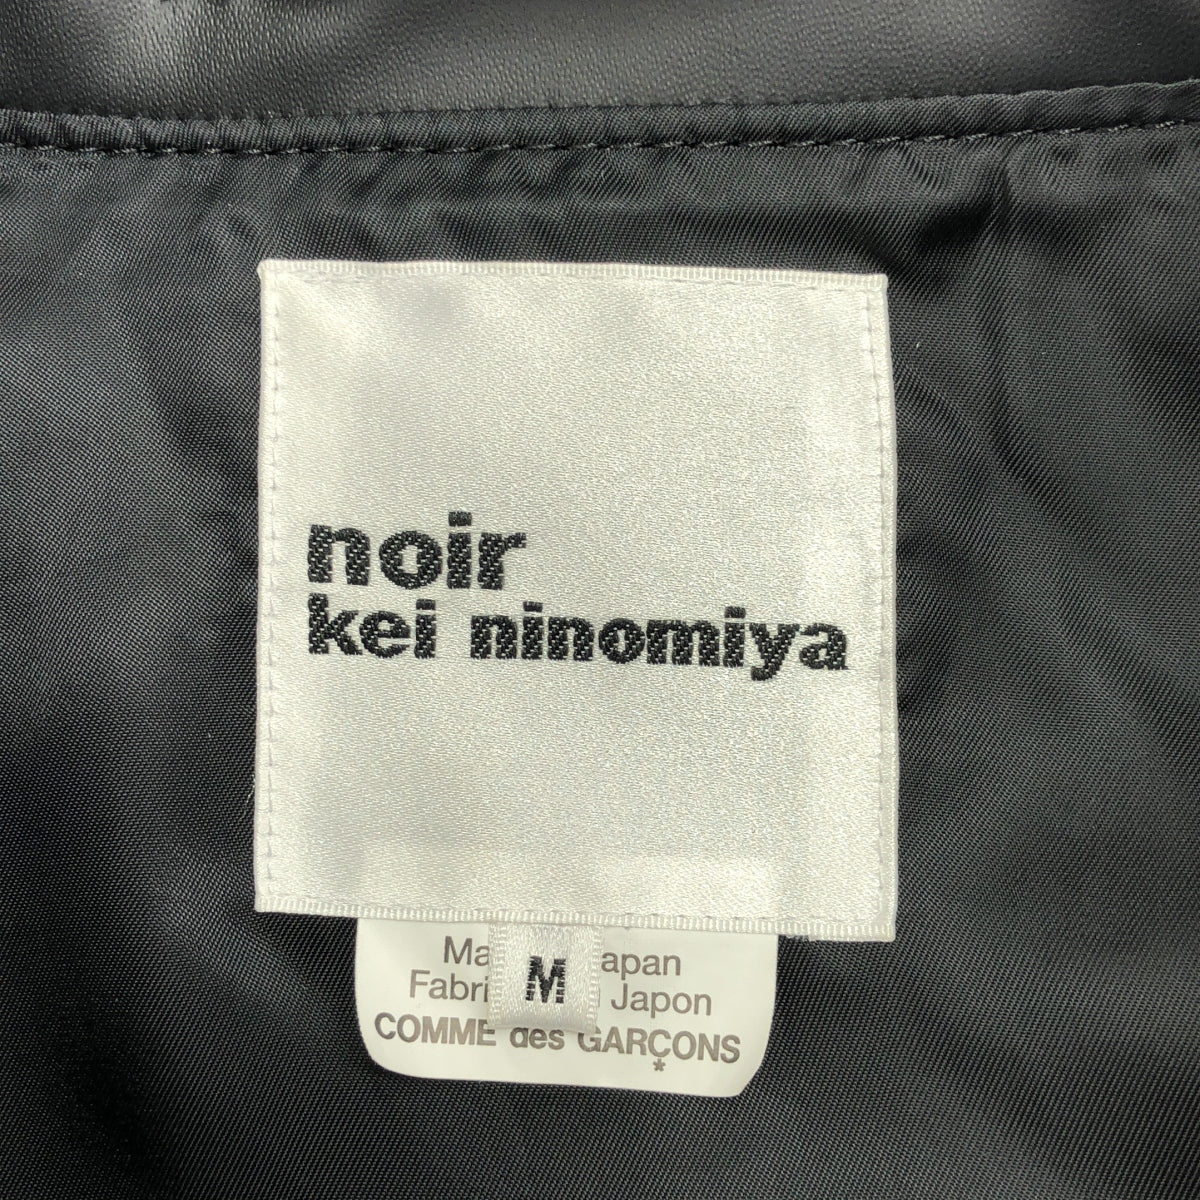 noir
kei ninomiya
M
Ma apan
Fabri Japon
COMME des GARÇONS
*